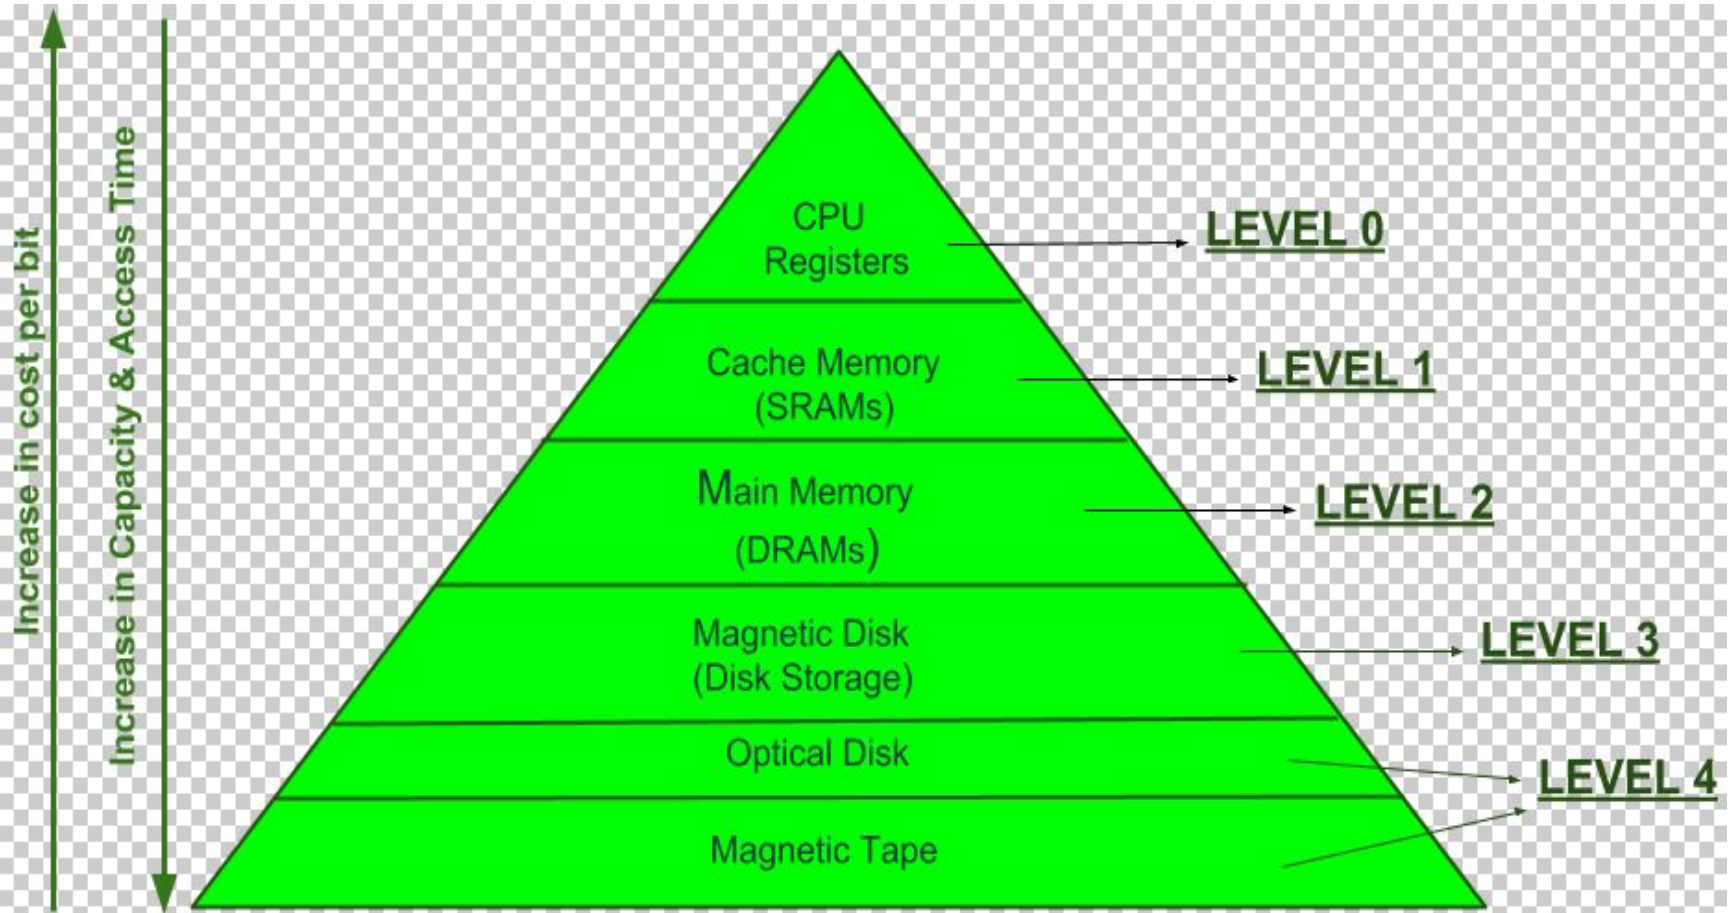 Increase in cost per bit
Increase in Capacity & Access Time
CPU
Registers
LEVEL 0
Cache Memory
(SRAMs)
LEVEL 1
Main Memory
(DRAMs)
LEVEL 2
Magnetic Disk
(Disk Storage)
LEVEL 3
Optical Disk
LEVEL 4
Magnetic Tape